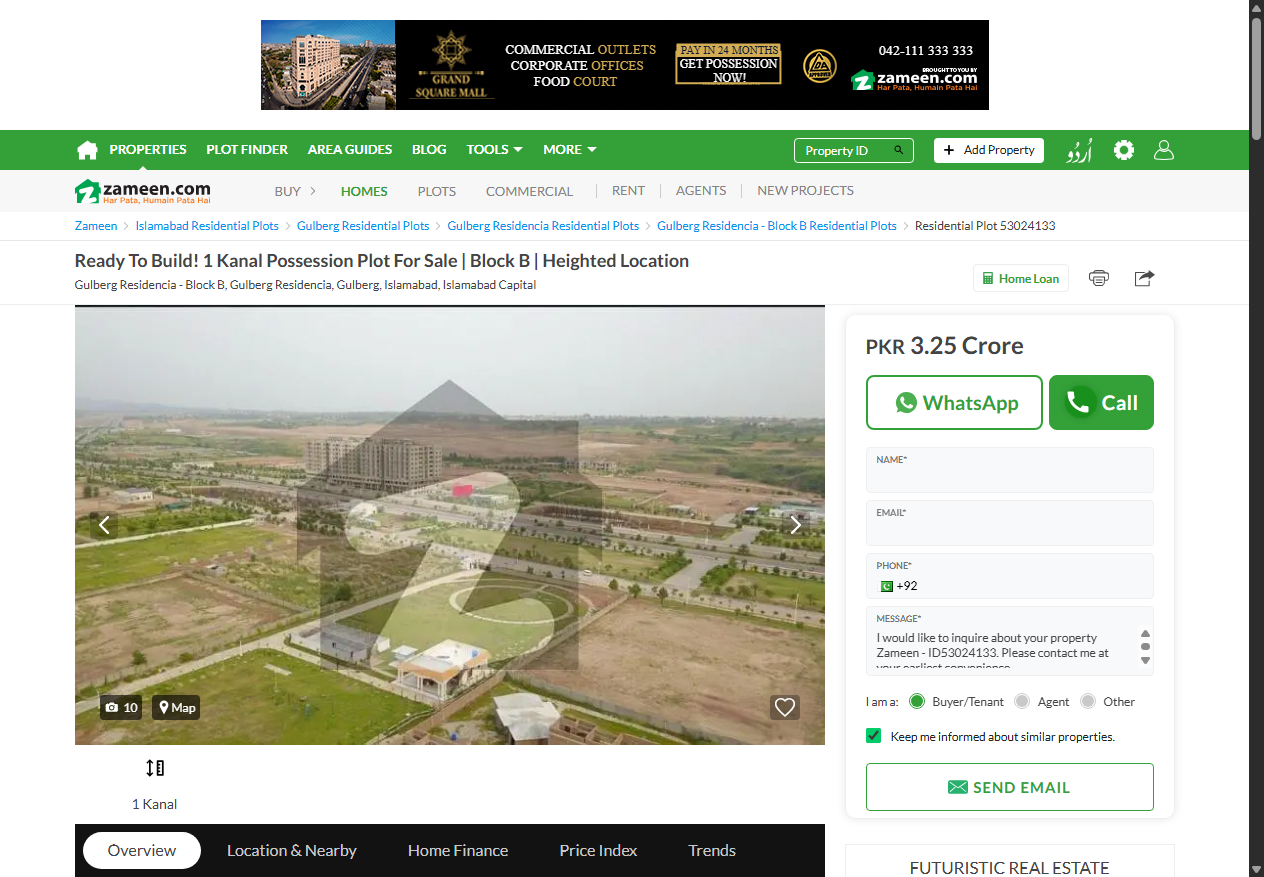 GRAND
SQUARE MALL
COMMERCIAL OUTLETS
CORPORATE OFFICES
FOOD COURT
PAY IN 24 MONTHS
GET POSSESSION
NOW!
LDA
APPROVED
042-111 333 333
BROUGHT TO YOU BY
zameen.com
Har Pata, Humain Pata Hai
PROPERTIES
PLOT FINDER
AREA GUIDES
BLOG
TOOLS
MORE
Property ID
+ Add Property
اُردُو
zameen.com
Har Pata, Humain Pata Hai
BUY
HOMES
PLOTS
COMMERCIAL
RENT
AGENTS
NEW PROJECTS
Zameen > Islamabad Residential Plots > Gulberg Residential Plots > Gulberg Residencia Residential Plots > Gulberg Residencia - Block B Residential Plots > Residential Plot 53024133
Ready To Build! 1 Kanal Possession Plot For Sale | Block B | Heighted Location
Gulberg Residencia - Block B, Gulberg Residencia, Gulberg, Islamabad, Islamabad Capital
Home Loan
10
Map
1 Kanal
Overview
Location & Nearby
Home Finance
Price Index
Trends
PKR 3.25 Crore
WhatsApp
Call
NAME*
EMAIL*
PHONE*
+92
MESSAGE*
I would like to inquire about your property
Zameen - ID53024133. Please contact me at
your earliest convenience.
I am a:
Buyer/Tenant
Agent
Other
Keep me informed about similar properties.
SEND EMAIL
FUTURISTIC REAL ESTATE